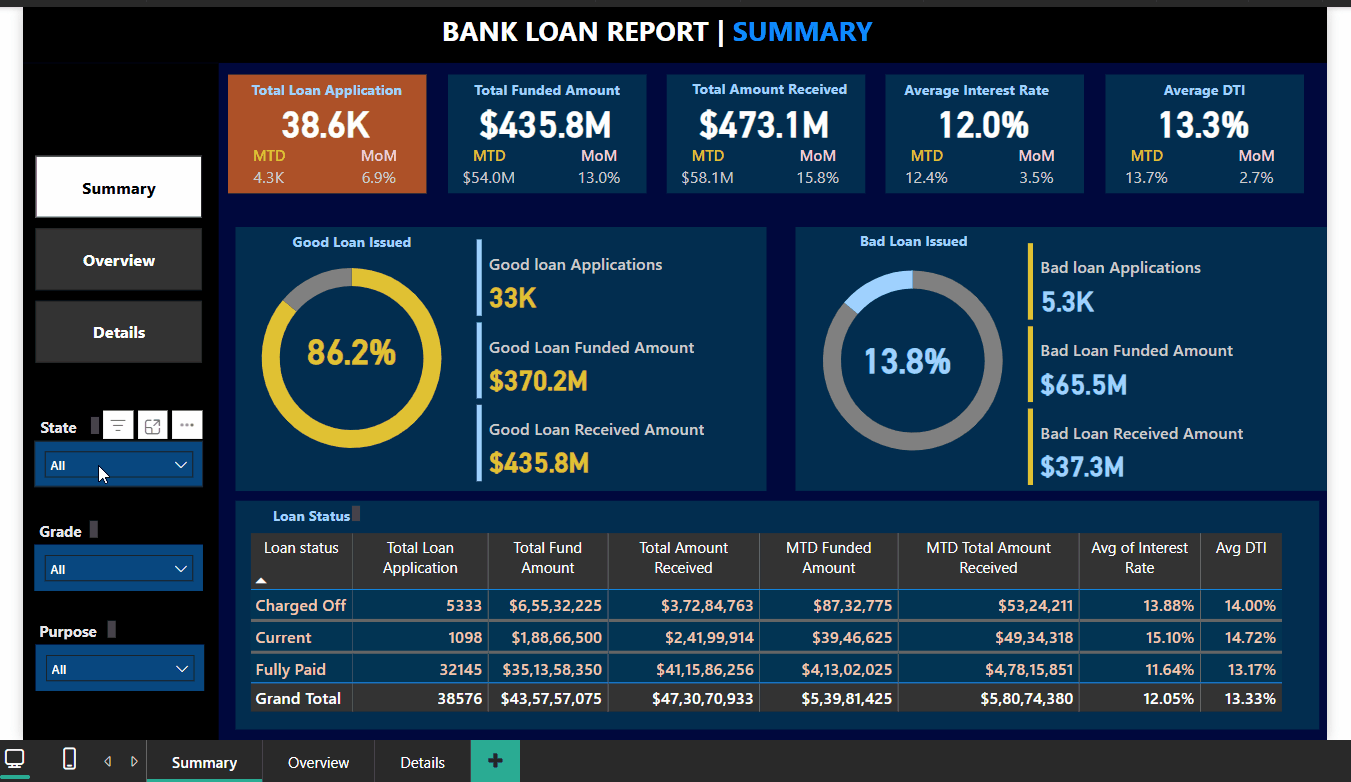 BANK LOAN REPORT | SUMMARY
Total Loan Application
38.6K
MTD MoM
4.3K 6.9%
Total Funded Amount
$435.8M
MTD MoM
$54.0M 13.0%
Total Amount Received
$473.1M
MTD MoM
$58.1M 15.8%
Average Interest Rate
12.0%
MTD MoM
12.4% 3.5%
Average DTI
13.3%
MTD MoM
13.7% 2.7%
Summary
Overview
Details
State
All
Grade
All
Purpose
All
Good Loan Issued
86.2%
Good loan Applications
33K
Good Loan Funded Amount
$370.2M
Good Loan Received Amount
$435.8M
Bad Loan Issued
13.8%
Bad loan Applications
5.3K
Bad Loan Funded Amount
$65.5M
Bad Loan Received Amount
$37.3M
Loan Status
Loan status Total Loan Application Total Fund Amount Total Amount Received MTD Funded Amount MTD Total Amount Received Avg of Interest Rate Avg DTI
Charged Off 5333 $6,55,32,225 $3,72,84,763 $87,32,775 $53,24,211 13.88% 14.00%
Current 1098 $1,88,66,500 $2,41,99,914 $39,46,625 $49,34,318 15.10% 14.72%
Fully Paid 32145 $35,13,58,350 $41,15,86,256 $4,13,02,025 $4,78,15,851 11.64% 13.17%
Grand Total 38576 $43,57,57,075 $47,30,70,933 $5,39,81,425 $5,80,74,380 12.05% 13.33%
Summary Overview Details +